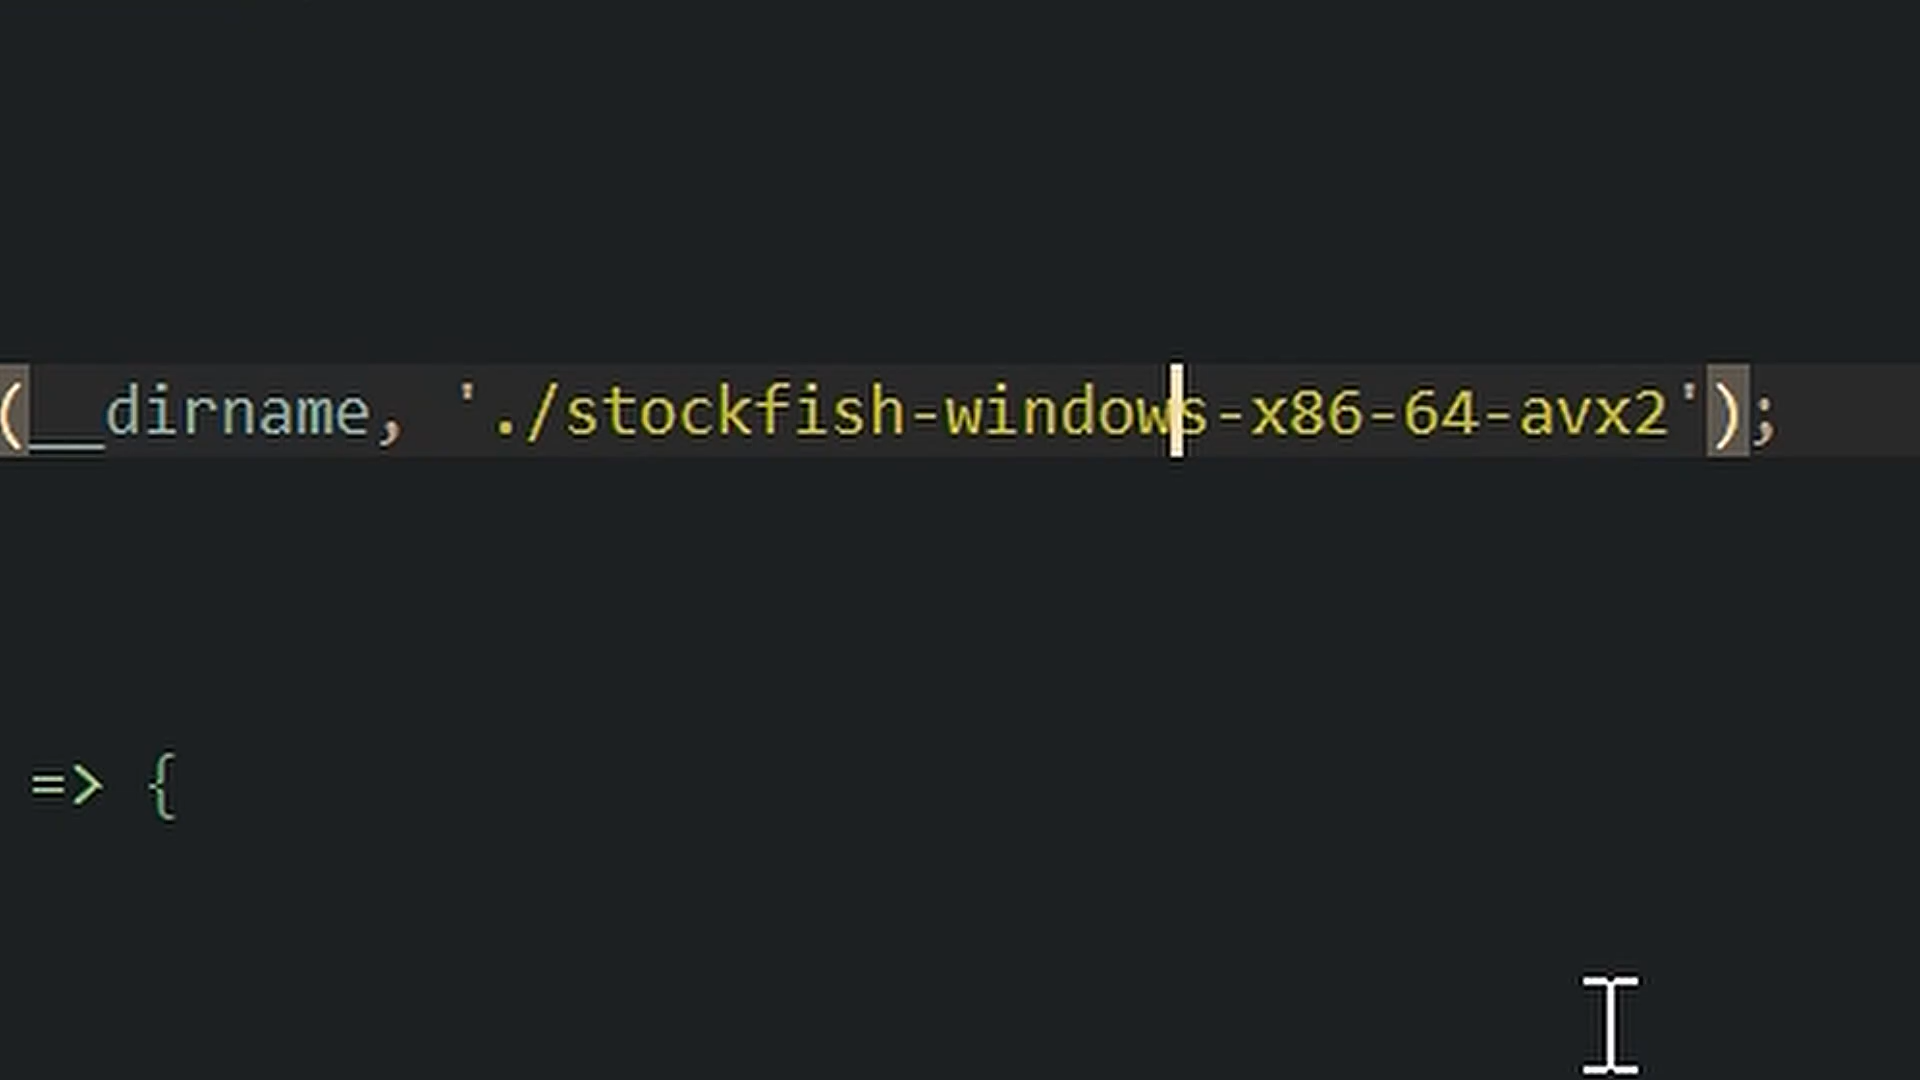 (__dirname, './stockfish-windows-x86-64-avx2');
=> {